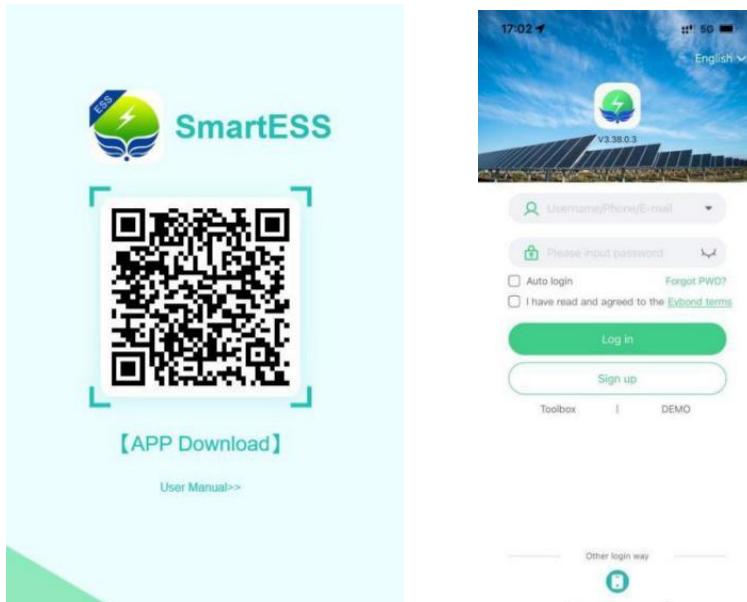 ESS
SmartESS
【APP Download】
User Manual>>
17:02
5G
English
V3.38.0.3
Username/Phone/E-mail
Please input password
Auto login
Forgot PWD?
I have read and agreed to the Eybond terms
Log in
Sign up
Toolbox | DEMO
Other login way